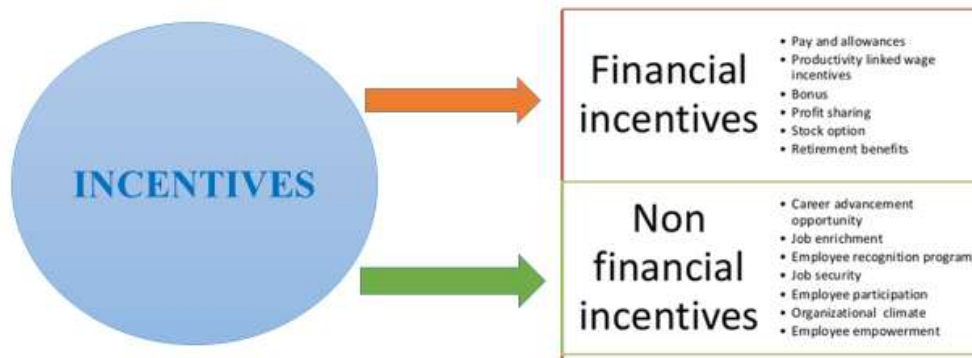 INCENTIVES
Financial
incentives
• Pay and allowances
• Productivity linked wage
incentives
• Bonus
• Profit sharing
• Stock option
• Retirement benefits
Non
financial
incentives
• Career advancement
opportunity
• Job enrichment
• Employee recognition program
• Job security
• Employee participation
• Organizational climate
• Employee empowerment